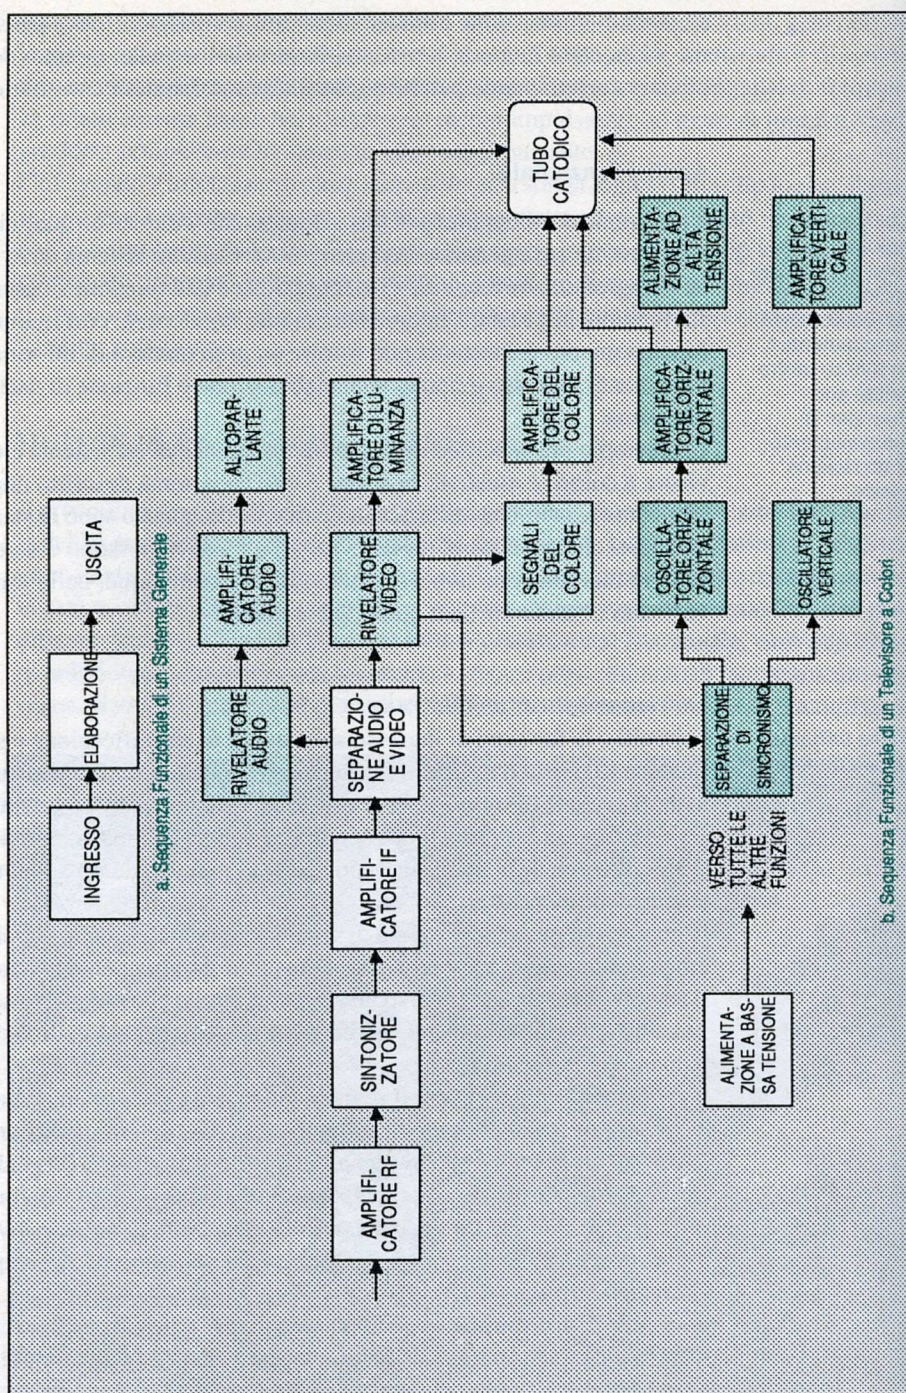 INGRESSO
ELABORAZIONE
USCITA
a. Sequenza Funzionale di un Sistema Generale
AMPLIFI-
CATORE RF
SINTONIZ-
ZATORE
AMPLIFI-
CATORE IF
SEPARAZIO-
NE AUDIO
E VIDEO
RIVELATORE
AUDIO
AMPLIFI-
CATORE
AUDIO
ALTOPAR-
LANTE
RIVELATORE
VIDEO
AMPLIFICA-
TORE DI LU-
MINANZA
SEGNALI
DEL
COLORE
AMPLIFICA-
TORE DEL
COLORE
TUBO
CATODICO
OSCILLA
TORE ORIZ-
ZONTALE
AMPLIFICA-
TORE ORIZ-
ZONTALE
ALIMENTA-
ZIONE AD
ALTA
TENSIONE
ALIMENTA-
ZIONE A BAS-
SA TENSIONE
VERSO
TUTTE LE
ALTRE
FUNZIONI
SEPARAZIONE
DI
SINCRONISMO
OSCILLATORE
VERTICALE
AMPLIFICA
TORE VERTI-
CALE
b. Sequenza Funzionale di un Televisore a Colori